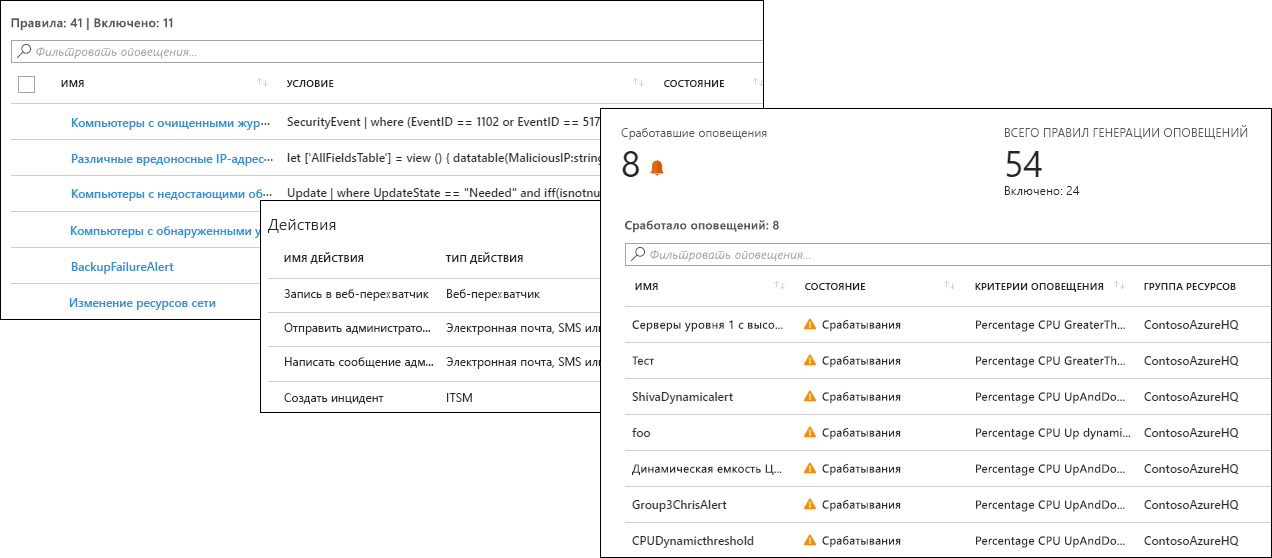 Правила: 41 | Включено: 11
Фильтровать оповещения...
ИМЯ УСЛОВИЕ СОСТОЯНИЕ
Компьютеры с очищенными жур... SecurityEvent | where (EventID == 1102 or EventID == 517
Различные вредоносные IP-адрес... let ['AllFieldsTable'] = view () { datatable(MaliciousIP:string
Компьютеры с недостающими об... Update | where UpdateState == "Needed" and iff(isnotnu
Компьютеры с обнаруженными у
BackupFailureAlert
Изменение ресурсов сети
Действия
ИМЯ ДЕЙСТВИЯ ТИП ДЕЙСТВИЯ
Запись в веб-перехватчик Веб-перехватчик
Отправить администрато... Электронная почта, SMS или
Написать сообщение адм... Электронная почта, SMS или
Создать инцидент ITSM
Сработавшие оповещения ВСЕГО ПРАВИЛ ГЕНЕРАЦИИ ОПОВЕЩЕНИЙ
8 54
Включено: 24
Сработало оповещений: 8
Фильтровать оповещения...
ИМЯ СОСТОЯНИЕ КРИТЕРИИ ОПОВЕЩЕНИЯ ГРУППА РЕСУРСОВ
Серверы уровня 1 с высо... Срабатывания Percentage CPU GreaterTh... ContosoAzureHQ
Тест Срабатывания Percentage CPU GreaterTh... ContosoAzureHQ
ShivaDynamicalert Срабатывания Percentage CPU UpAndDo... ContosoAzureHQ
foo Срабатывания Percentage CPU Up dynami... ContosoAzureHQ
Динамическая емкость Ц... Срабатывания Percentage CPU UpAndDo... ContosoAzureHQ
Group3ChrisAlert Срабатывания Percentage CPU UpAndDo... ContosoAzureHQ
CPUDynamicthreshold Срабатывания Percentage CPU UpAndDo... ContosoAzureHQ